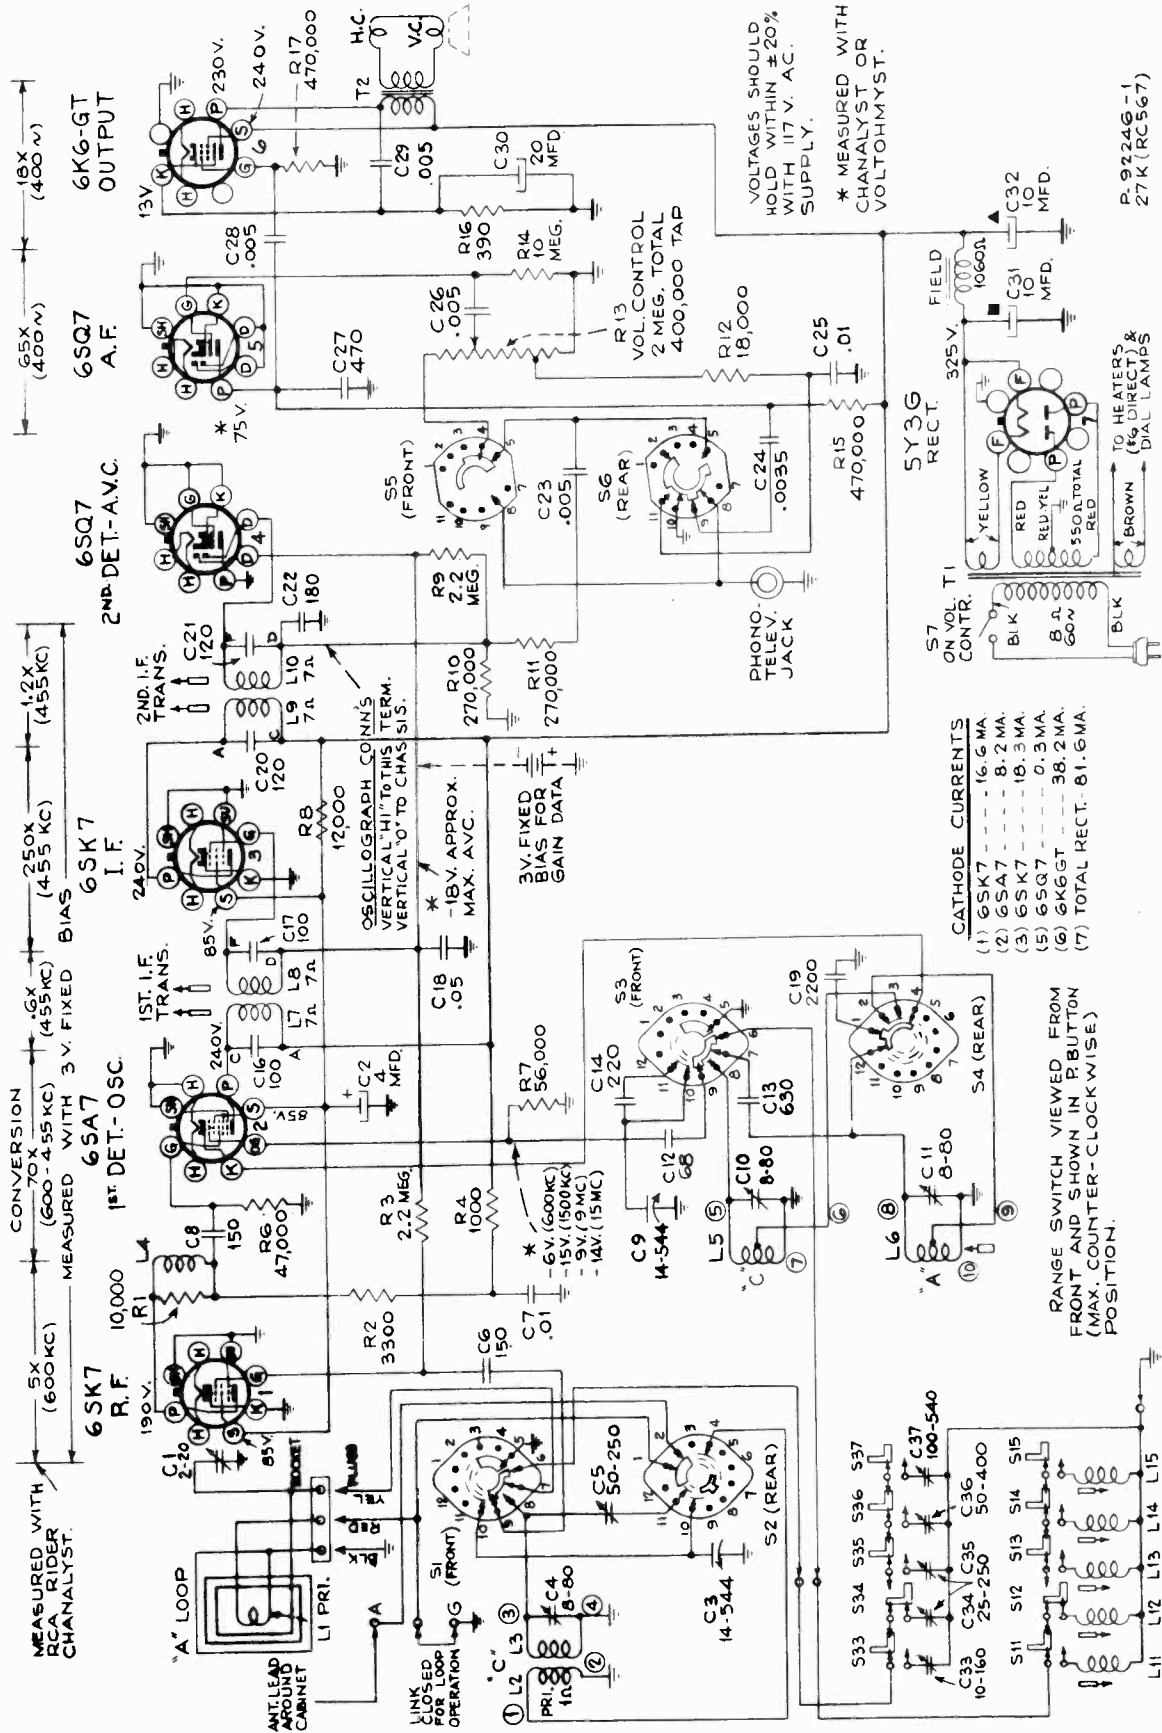 MEASURED WITH
RCA RIDER
CHANALYST.
5X
(600KC)
CONVERSION
70X
(600-455KC)
.6X
(455KC)
250X
(455 KC)
1.2X
(455KC)
65X
(400~)
18X
(400~)
MEASURED WITH 3 V. FIXED BIAS
6SK7
R.F.
6SA7
1ST. DET.-OSC.
6SK7
I.F.
6SQ7
2ND. DET.-A.V.C.
6SQ7
A.F.
6K6-GT
OUTPUT
"A" LOOP
L1 PRI.
SOCKET
PLUGS
YEL
RED
BLK
ANT. LEAD
AROUND
CABINET
A
LINK
CLOSED
FOR LOOP
OPERATION
G
C1
2-20
190V.
85V.
10,000
R1
L4
C8
150
R6
47,000
R2
3300
R3
2.2 MEG.
R4
1000
C6
150
C7
.01
240V.
85V.
C2
4
MFD.
C16
100
L7
7Ω
L8
7Ω
C17
100
1ST. I.F.
TRANS.
C18
.05
R7
56,000
*
-6V. (600KC)
-15V. (1500KC)
-9V. (9MC)
-14V. (15MC)
240V.
85V.
R8
12,000
C20
120
L9
7Ω
L10
7Ω
C21
120
C22
180
2ND. I.F.
TRANS.
OSCILLOGRAPH CONN'S
VERTICAL "HI" TO THIS TERM.
VERTICAL "O" TO CHASSIS.
*
-18V. APPROX.
MAX. AVC.
3V. FIXED
BIAS FOR
GAIN DATA
R9
2.2
MEG.
R10
270,000
R11
270,000
*
75V.
C27
470
C28
.005
13V.
230V.
240V.
R17
470,000
T2
H.C.
V.C.
C29
.005
C30
20
MFD
R16
390
R14
10
MEG.
C26
.005
R13
VOL. CONTROL
2 MEG. TOTAL
400,000 TAP
R12
18,000
C25
.01
S5
(FRONT)
C23
.005
S6
(REAR)
C24
.0035
R15
470,000
PHONO-
TELEV.
JACK
VOLTAGES SHOULD
HOLD WITHIN ±20%
WITH 117 V. AC.
SUPPLY.
* MEASURED WITH
CHANALYST OR
VOLTOHMYST.
5Y3G
RECT.
325V.
FIELD
1060Ω
C31
10
MFD.
C32
10
MFD.
S7
ON VOL.
CONTR.
T1
BLK
8Ω
60~
BLK
YELLOW
RED
RED-YEL
550Ω TOTAL
RED
BROWN
TO HEATERS
(#6 DIRECT) &
DIAL LAMPS
P-92246-1
27K (RC567)
CATHODE CURRENTS
(1) 6SK7 --- 16.6 MA.
(2) 6SA7 --- 8.2 MA.
(3) 6SK7 --- 18.3 MA.
(5) 6SQ7 --- 0.3 MA.
(6) 6K6GT --- 38.2 MA.
(7) TOTAL RECT. 81.6 MA.
S1
(FRONT)
C5
50-250
S2 (REAR)
C4
8-80
C3
14-544
"C"
L2
L3
PRI.
1Ω
C14
220
S3
(FRONT)
C12
68
C13
630
C9
14-544
C10
8-80
L5
"C"
C11
8-80
L6
"A"
C19
2200
S4 (REAR)
RANGE SWITCH VIEWED FROM
FRONT AND SHOWN IN P. BUTTON
(MAX. COUNTER-CLOCKWISE)
POSITION.
S33
S34
S35
S36
S37
C33
10-160
C34
C35
25-250
C36
50-400
C37
100-540
S11
S12
S13
S14
S15
L11
L12
L13
L14
L15